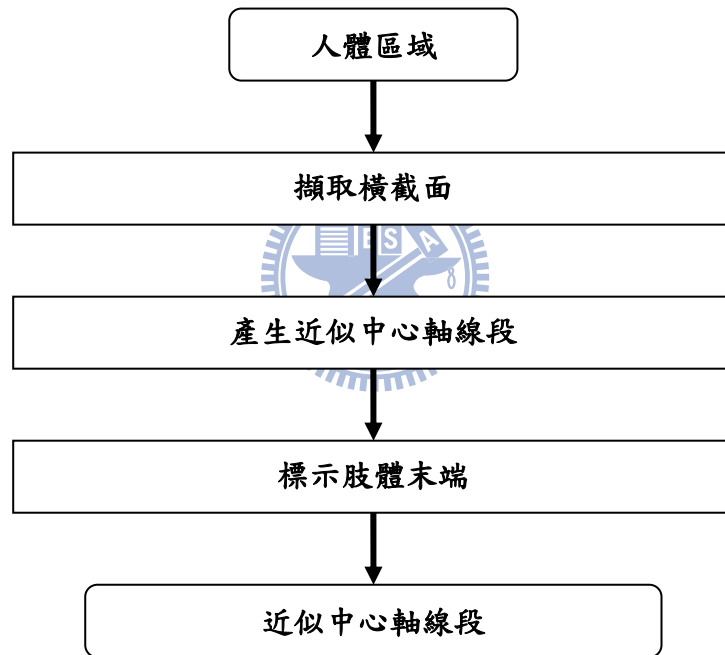 人體區域
擷取橫截面
ESA
產生近似中心軸線段
標示肢體末端
近似中心軸線段